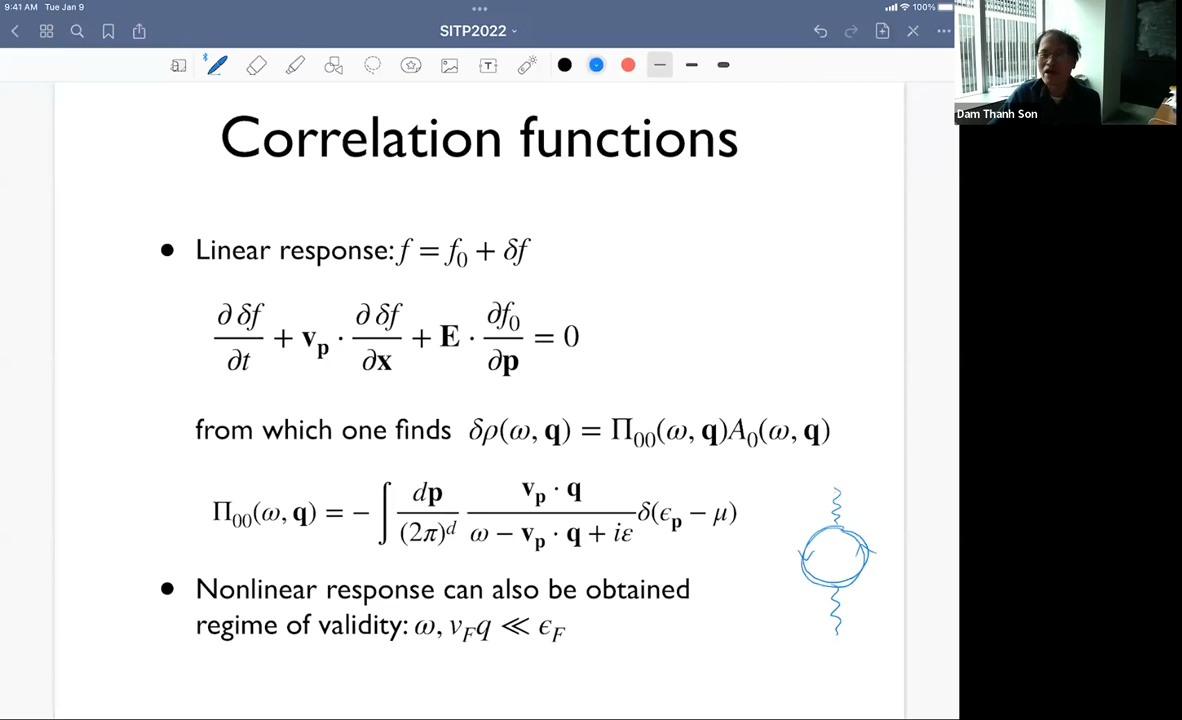 9:41 AM Tue Jan 9
100%
SITP2022
Dam Thanh Son
Correlation functions
• Linear response: f = f₀ + δf
∂ δf/∂t + v_p · ∂ δf/∂x + E · ∂f₀/∂p = 0
from which one finds δρ(ω, q) = Π₀₀(ω, q)A₀(ω, q)
Π₀₀(ω, q) = − ∫ dp/(2π)^d v_p · q/(ω − v_p · q + iε) δ(ϵ_p − μ)
• Nonlinear response can also be obtained
regime of validity: ω, v_F q ≪ ϵ_F